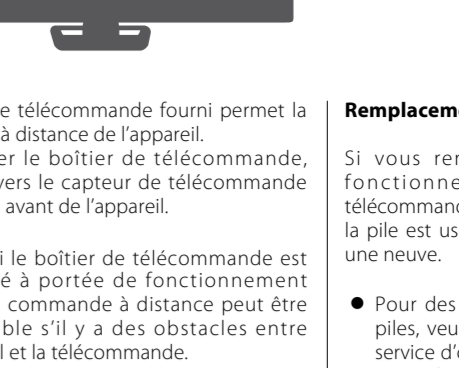 e télécommande fourni permet la
à distance de l'appareil.
er le boîtier de télécommande,
vers le capteur de télécommande
avant de l'appareil.
i le boîtier de télécommande est
é à portée de fonctionnement
commande à distance peut être
ble s'il y a des obstacles entre
l et la télécommande.
Remplaceme
Si vous ren
fonctionne
télécommand
la pile est us
une neuve.
● Pour des
piles, veu
service d'é